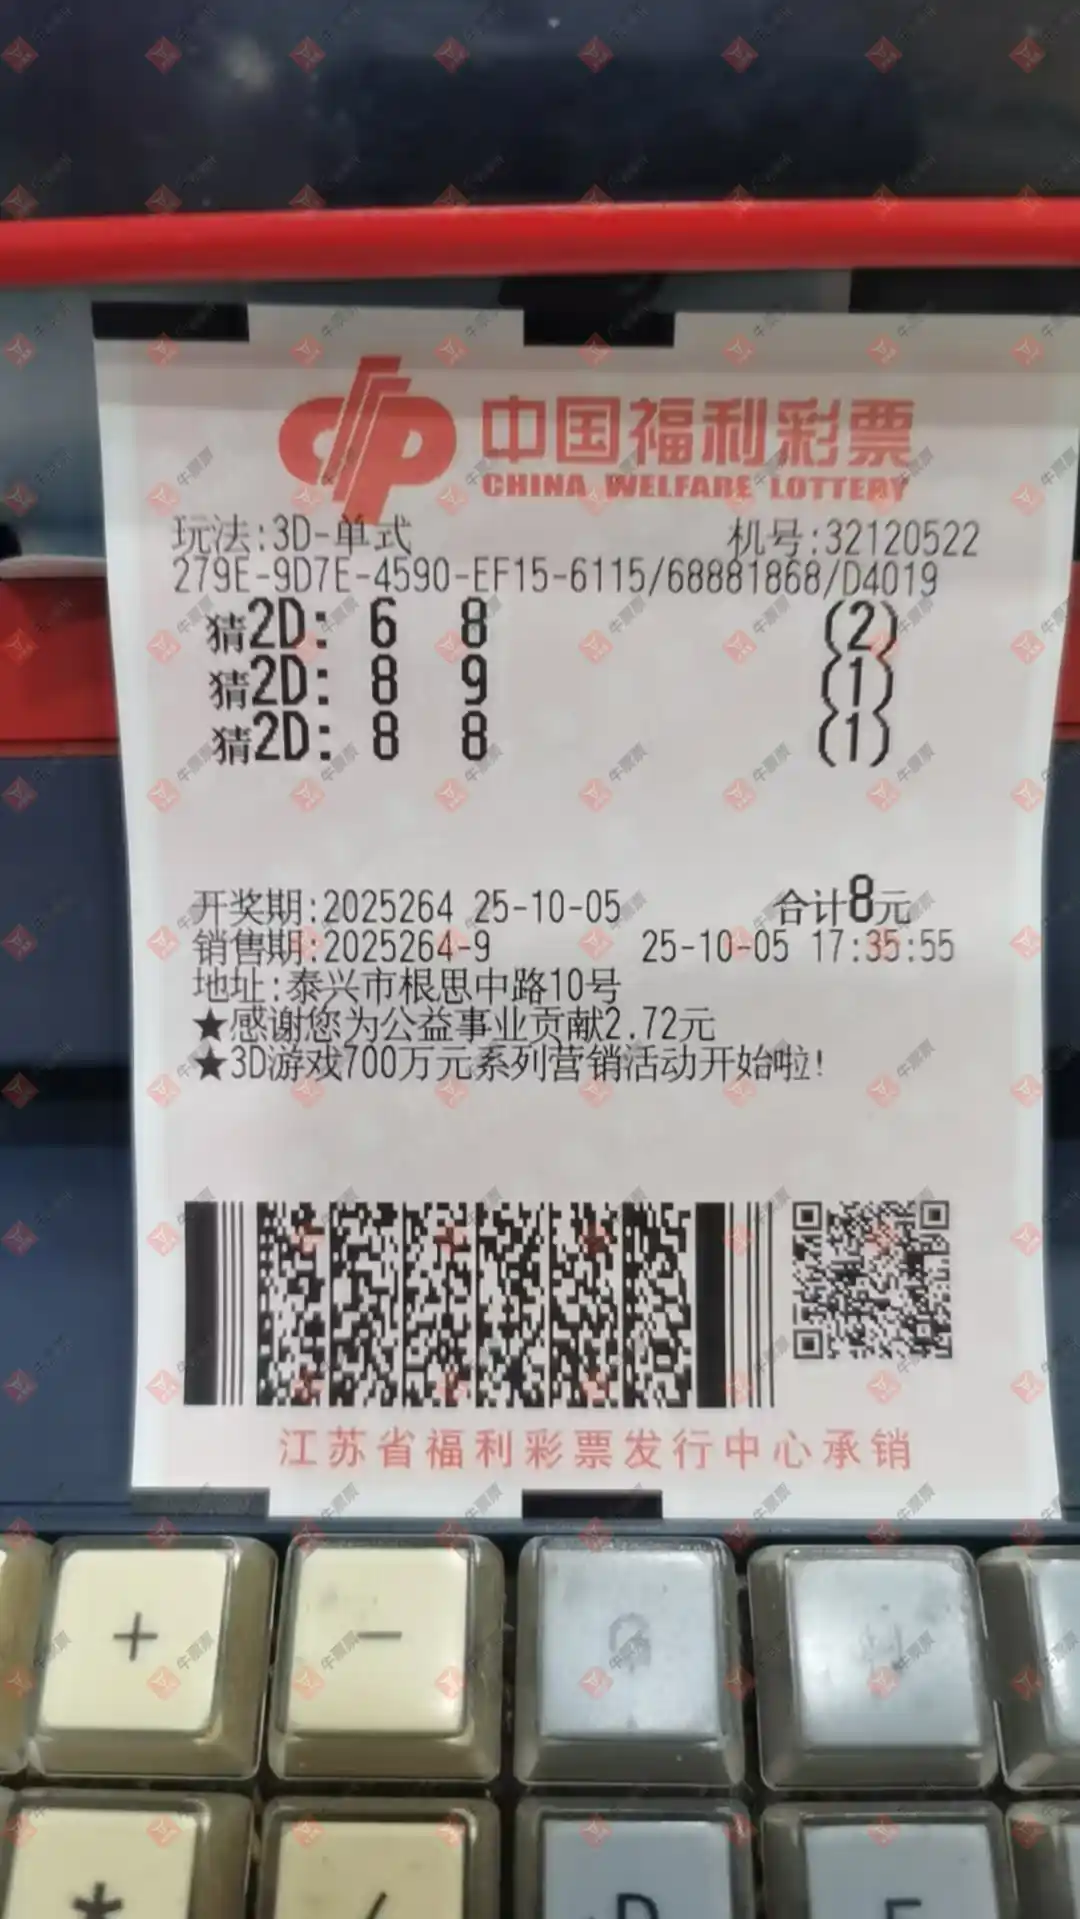 中国福利彩票
CHINA WELFARE LOTTERY
玩法:3D-单式 机号:32120522
279E-9D7E-4590-EF15-6115/68881868/D4019
猜2D: 6 8 (2)
猜2D: 8 9 (1)
猜2D: 8 8 (1)
开奖期:2025264 25-10-05 合计8元
销售期:2025264-9 25-10-05 17:35:55
地址:泰兴市根思中路10号
★感谢您为公益事业贡献2.72元
★3D游戏700万元系列营销活动开始啦!
江苏省福利彩票发行中心承销
+ -
*
牛票票